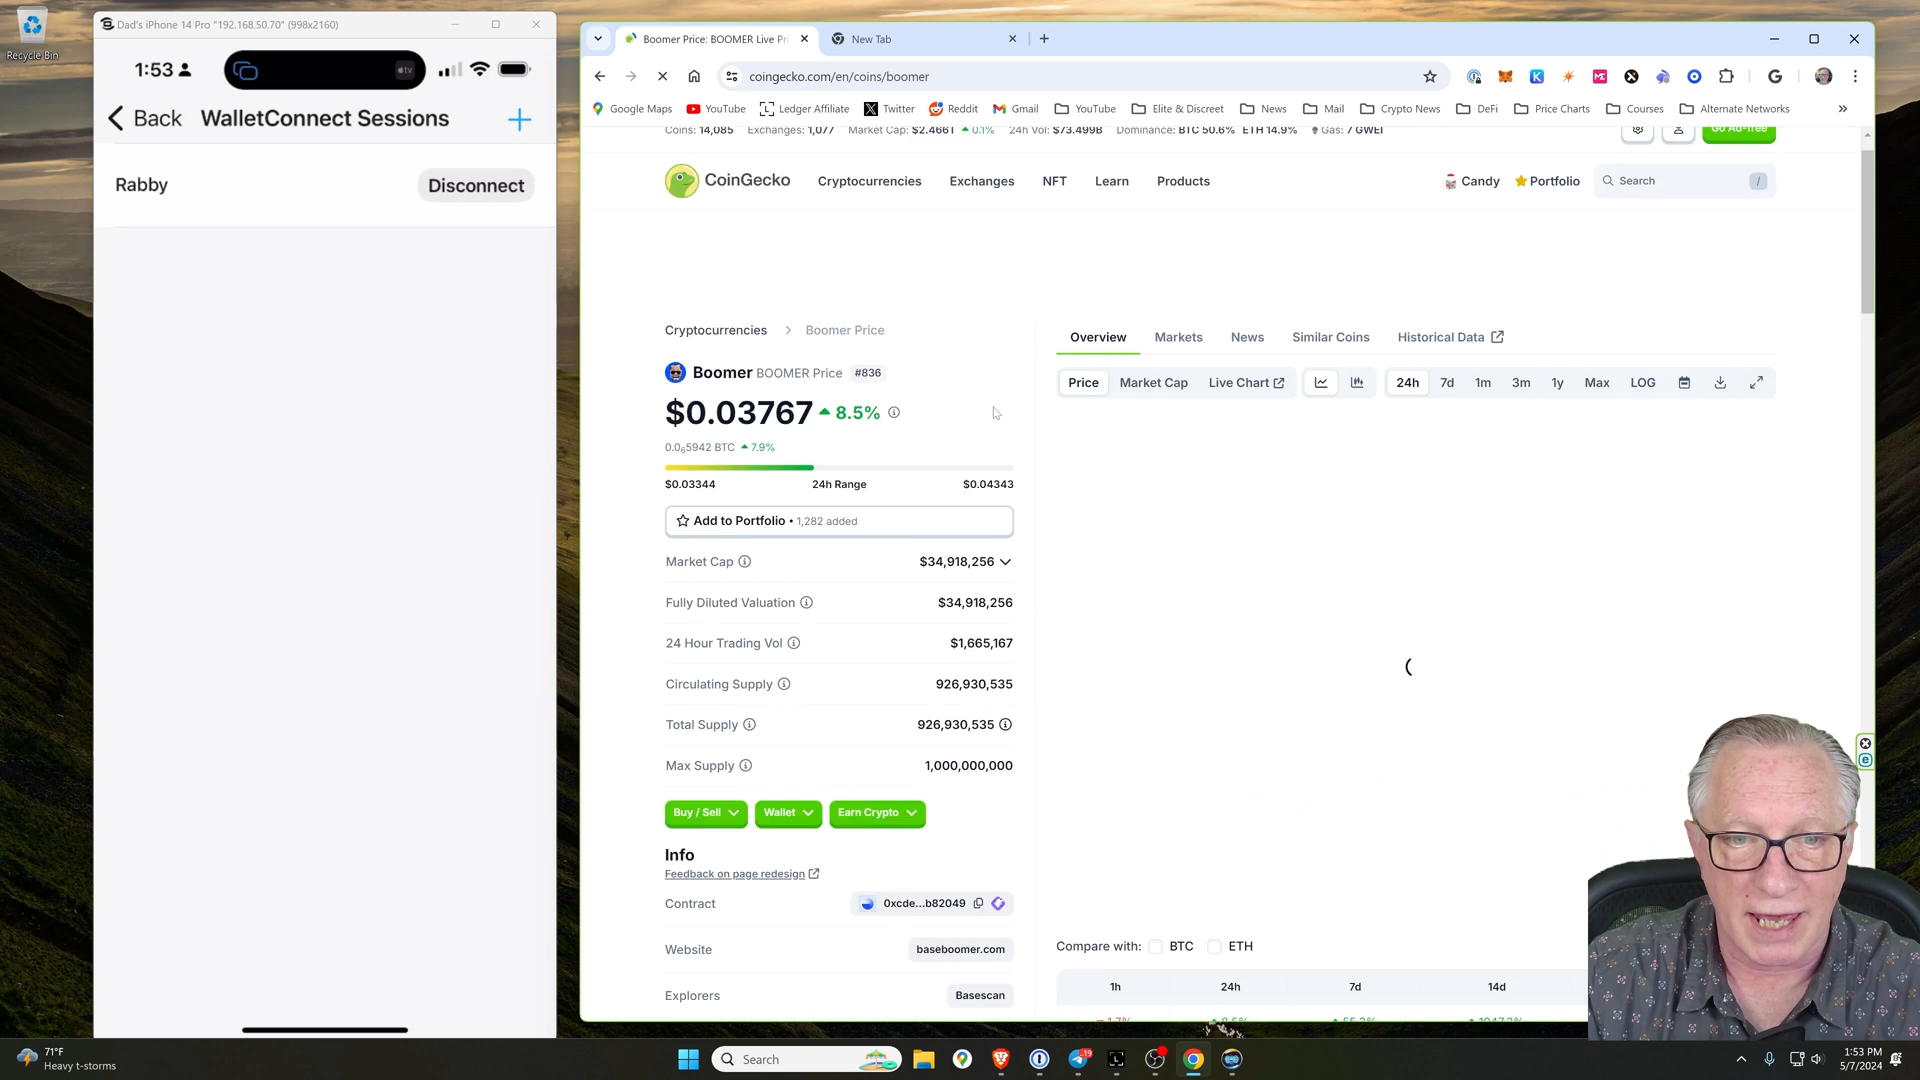 Recycle Bin
Dad's iPhone 14 Pro "192.168.50.70" (998x2160)
1:53
tv
Back
WalletConnect Sessions
+
Rabby
Disconnect
Boomer Price: BOOMER Live Pri
New Tab
coingecko.com/en/coins/boomer
Google Maps
YouTube
Ledger Affiliate
Twitter
Reddit
Gmail
YouTube
Elite & Discreet
News
Mail
Crypto News
DeFi
Price Charts
Courses
Alternate Networks
Coins: 14,085 Exchanges: 1,077 Market Cap: $2.466T 0.1% 24h Vol: $73.499B Dominance: BTC 50.6% ETH 14.9% Gas: 7 GWEI
Go Ad-free
CoinGecko
Cryptocurrencies
Exchanges
NFT
Learn
Products
Candy
Portfolio
Search
/
Cryptocurrencies > Boomer Price
Boomer BOOMER Price #836
$0.03767 8.5%
0.0₆5942 BTC 7.9%
$0.03344 24h Range $0.04343
Add to Portfolio • 1,282 added
Market Cap $34,918,256
Fully Diluted Valuation $34,918,256
24 Hour Trading Vol $1,665,167
Circulating Supply 926,930,535
Total Supply 926,930,535
Max Supply 1,000,000,000
Buy / Sell
Wallet
Earn Crypto
Info
Feedback on page redesign
Contract 0xcde...b82049
Website baseboomer.com
Explorers Basescan
Overview
Markets
News
Similar Coins
Historical Data
Price
Market Cap
Live Chart
24h
7d
1m
3m
1y
Max
LOG
Compare with: BTC ETH
1h 24h 7d 14d
71°F
Heavy t-storms
Search
19
1:53 PM
5/7/2024